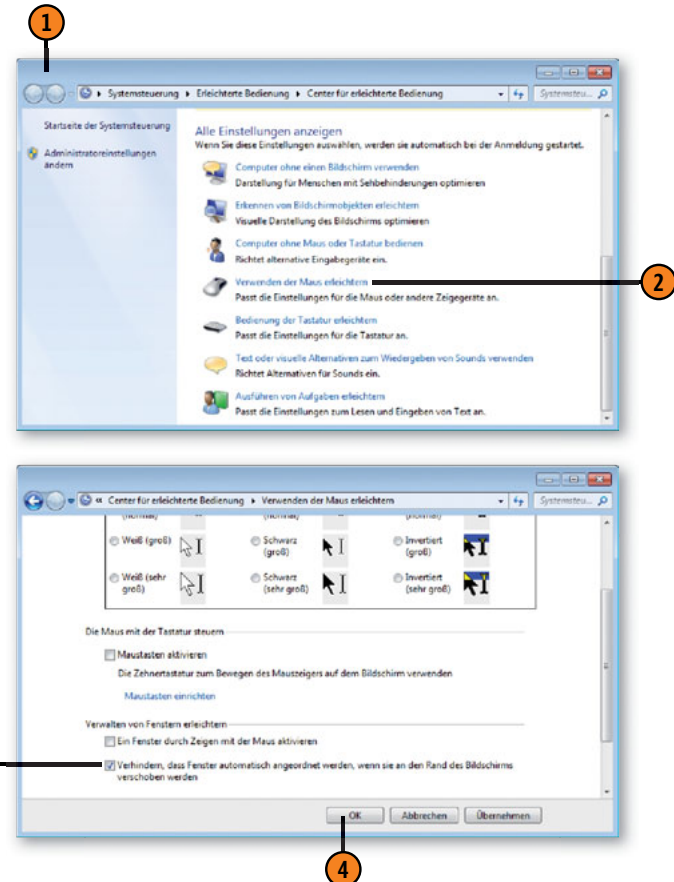 1
Systemsteuerung ▸ Erleichterte Bedienung ▸ Center für erleichterte Bedienung
Systemsteu...
Startseite der Systemsteuerung
Administratoreinstellungen
ändern
Alle Einstellungen anzeigen
Wenn Sie diese Einstellungen auswählen, werden sie automatisch bei der Anmeldung gestartet.
Computer ohne einen Bildschirm verwenden
Darstellung für Menschen mit Sehbehinderungen optimieren
Erkennen von Bildschirmobjekten erleichtern
Visuelle Darstellung des Bildschirms optimieren
Computer ohne Maus oder Tastatur bedienen
Richtet alternative Eingabegeräte ein.
Verwenden der Maus erleichtern
2
Passt die Einstellungen für die Maus oder andere Zeigegeräte an.
Bedienung der Tastatur erleichtern
Passt die Einstellungen für die Tastatur an.
Text oder visuelle Alternativen zum Wiedergeben von Sounds verwenden
Richtet Alternativen für Sounds ein.
Ausführen von Aufgaben erleichtern
Passt die Einstellungen zum Lesen und Eingeben von Text an.
« Center für erleichterte Bedienung ▸ Verwenden der Maus erleichtern
Systemsteu...
(normal) (normal) (normal)
Weiß (groß) Schwarz Invertiert
(groß) (groß)
Weiß (sehr Schwarz Invertiert
groß) (sehr groß) (sehr groß)
Die Maus mit der Tastatur steuern
Maustasten aktivieren
Die Zehnertastatur zum Bewegen des Mauszeigers auf dem Bildschirm verwenden
Maustasten einrichten
Verwalten von Fenstern erleichtern
Ein Fenster durch Zeigen mit der Maus aktivieren
Verhindern, dass Fenster automatisch angeordnet werden, wenn sie an den Rand des Bildschirms
verschoben werden
OK Abbrechen Übernehmen
4